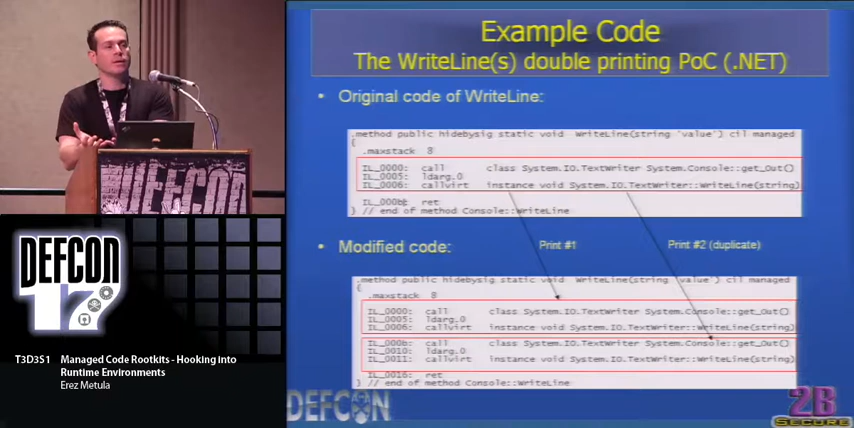 Example Code
The WriteLine(s) double printing PoC (.NET)
• Original code of WriteLine:
.method public hidebysig static void WriteLine(string 'value') cil managed
{
.maxstack 8
IL_0000: call class System.IO.TextWriter System.Console::get_Out()
IL_0005: ldarg.0
IL_0006: callvirt instance void System.IO.TextWriter::WriteLine(string)
IL_000b: ret
} // end of method Console::WriteLine
Print #1
Print #2 (duplicate)
• Modified code:
.method public hidebysig static void WriteLine(string 'value') cil managed
{
.maxstack 8
IL_0000: call class System.IO.TextWriter System.Console::get_Out()
IL_0005: ldarg.0
IL_0006: callvirt instance void System.IO.TextWriter::WriteLine(string)
IL_000b: call class System.IO.TextWriter System.Console::get_Out()
IL_0010: ldarg.0
IL_0011: callvirt instance void System.IO.TextWriter::WriteLine(string)
IL_0016: ret
} // end of method Console::WriteLine
DEFCON
2B
SECURE
DEFCON
DEFCON
17
T3D3S1 Managed Code Rootkits - Hooking into
Runtime Environments
Erez Metula